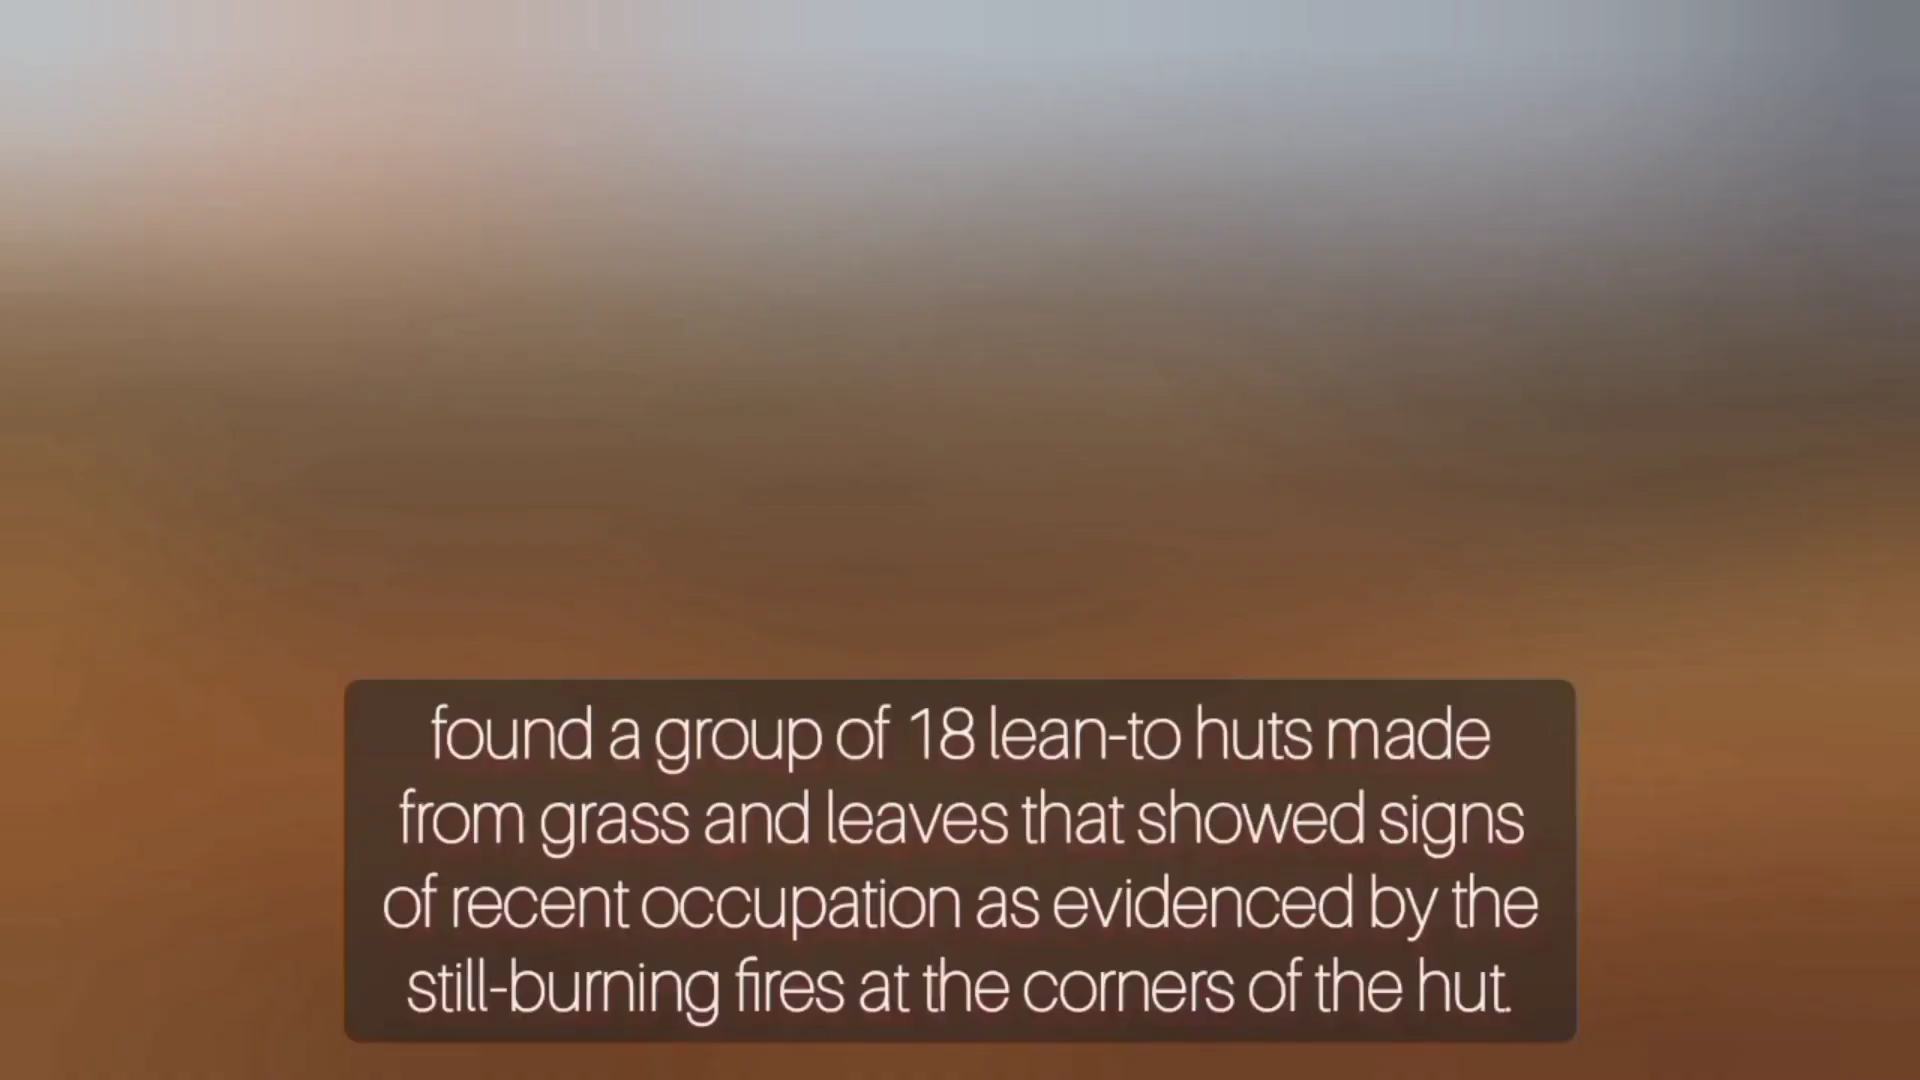 found a group of 18 lean-to huts made
from grass and leaves that showed signs
of recent occupation as evidenced by the
still-burning fires at the corners of the hut.